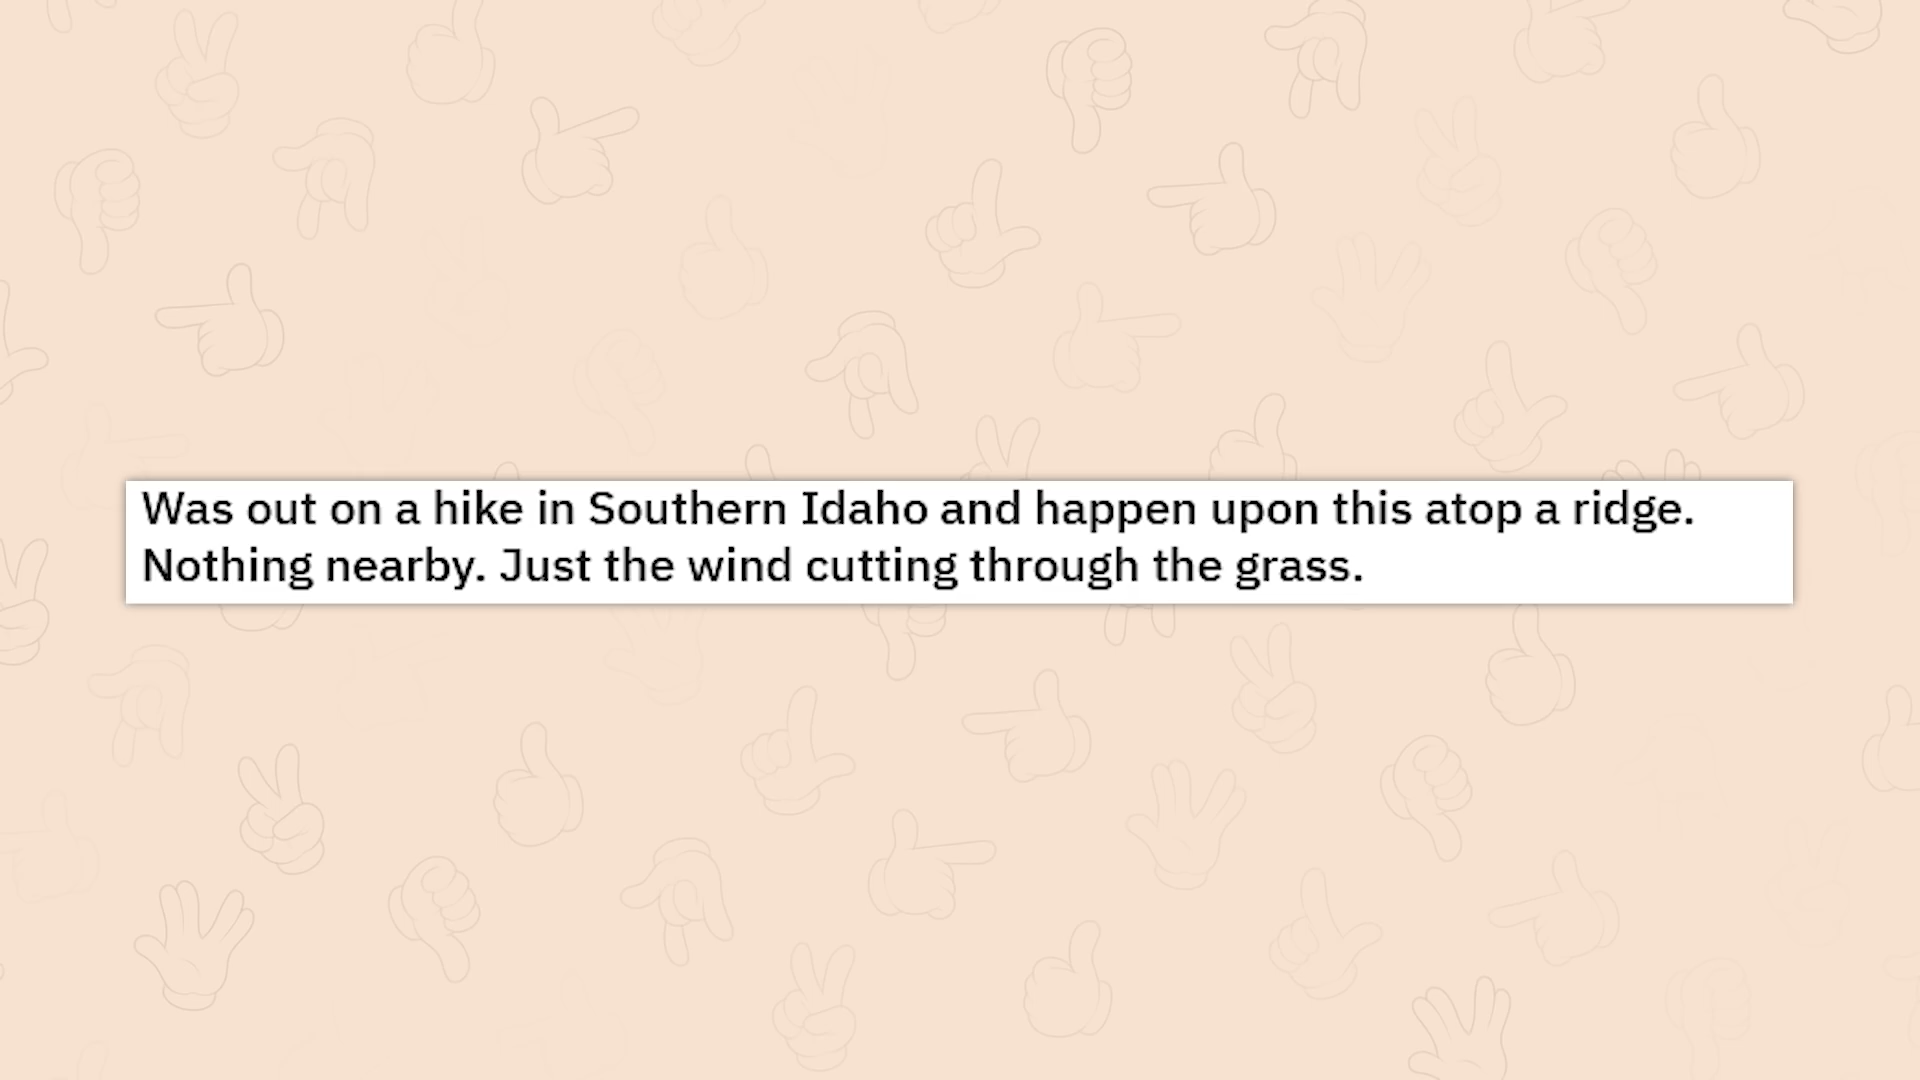 Was out on a hike in Southern Idaho and happen upon this atop a ridge.
Nothing nearby. Just the wind cutting through the grass.